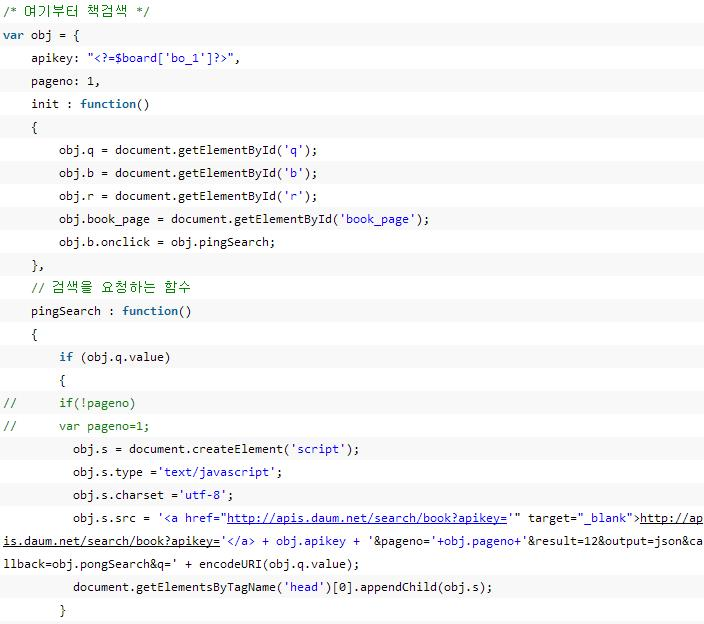 /* 여기부터 책검색 */
var obj = {
    apikey: "<?=$board['bo_1']?>",
    pageno: 1,
    init : function()
    {
        obj.q = document.getElementById('q');
        obj.b = document.getElementById('b');
        obj.r = document.getElementById('r');
        obj.book_page = document.getElementById('book_page');
        obj.b.onclick = obj.pingSearch;
    },
    // 검색을 요청하는 함수
    pingSearch : function()
    {
        if (obj.q.value)
        {
//      if(!pageno)
//      var pageno=1;
          obj.s = document.createElement('script');
          obj.s.type ='text/javascript';
          obj.s.charset ='utf-8';
          obj.s.src = '<a href="http://apis.daum.net/search/book?apikey='" target="_blank">http://ap
is.daum.net/search/book?apikey='</a> + obj.apikey + '&pageno='+obj.pageno+'&result=12&output=json&ca
llback=obj.pongSearch&q=' + encodeURI(obj.q.value);
          document.getElementsByTagName('head')[0].appendChild(obj.s);
        }